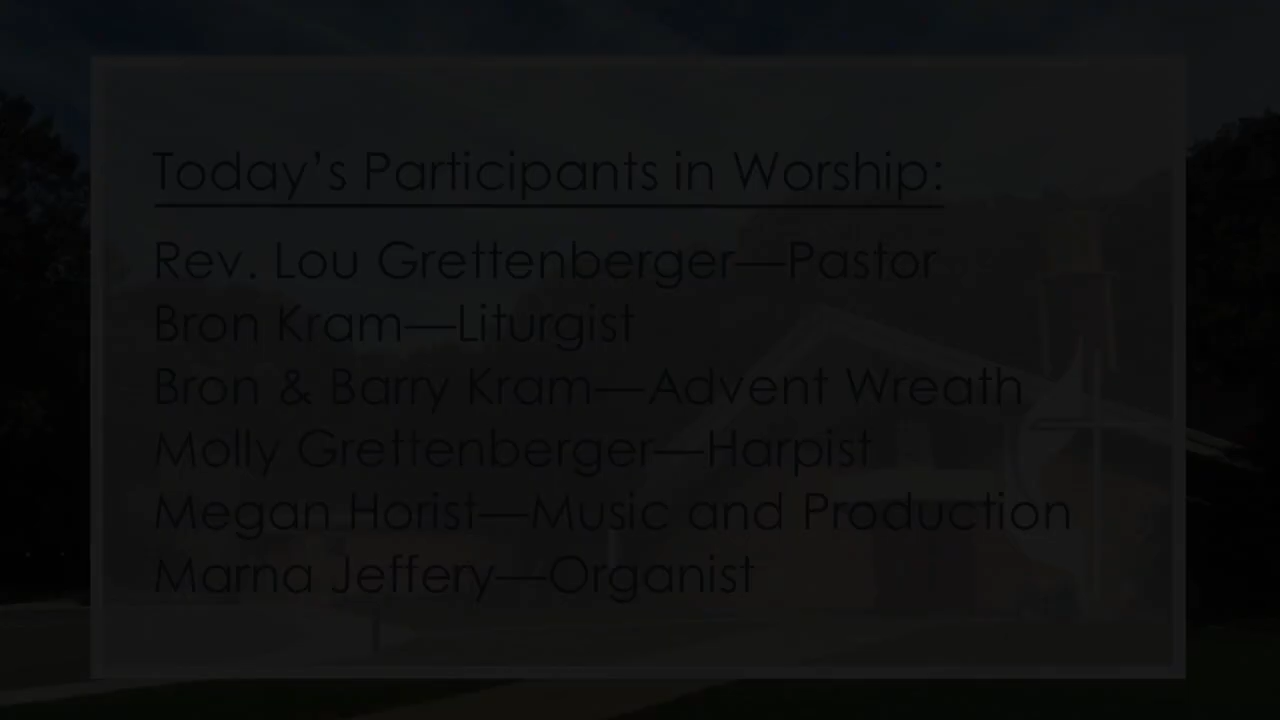 Today's Participants in Worship:
Rev. Lou Grettenberger—Pastor
Bron Kram—Liturgist
Bron & Barry Kram—Advent Wreath
Molly Grettenberger—Harpist
Megan Horist—Music and Production
Marna Jeffery—Organist